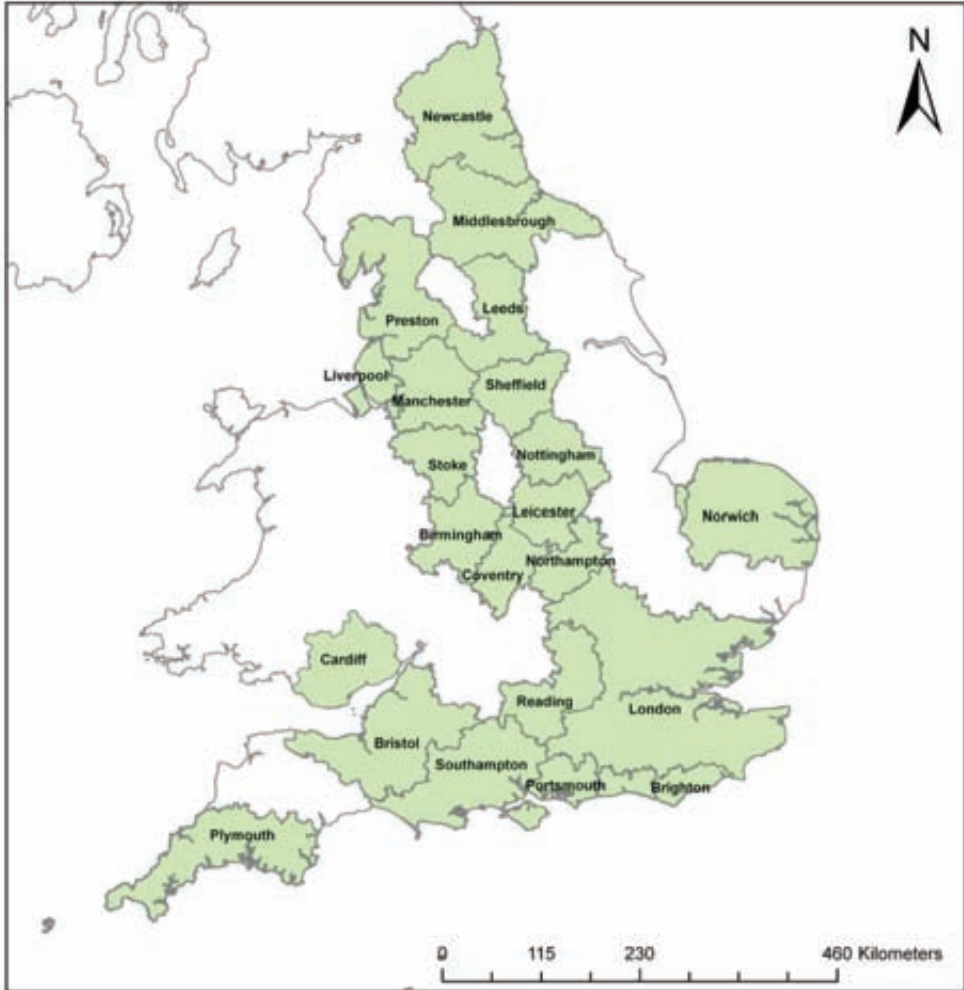 N
Newcastle
Middlesbrough
Leeds
Preston
Liverpool
Sheffield
Manchester
Nottingham
Stoke
Leicester
Norwich
Birmingham
Northampton
Coventry
Cardiff
Reading
London
Bristol
Southampton
Portsmouth
Brighton
Plymouth
0 115 230 460 Kilometers